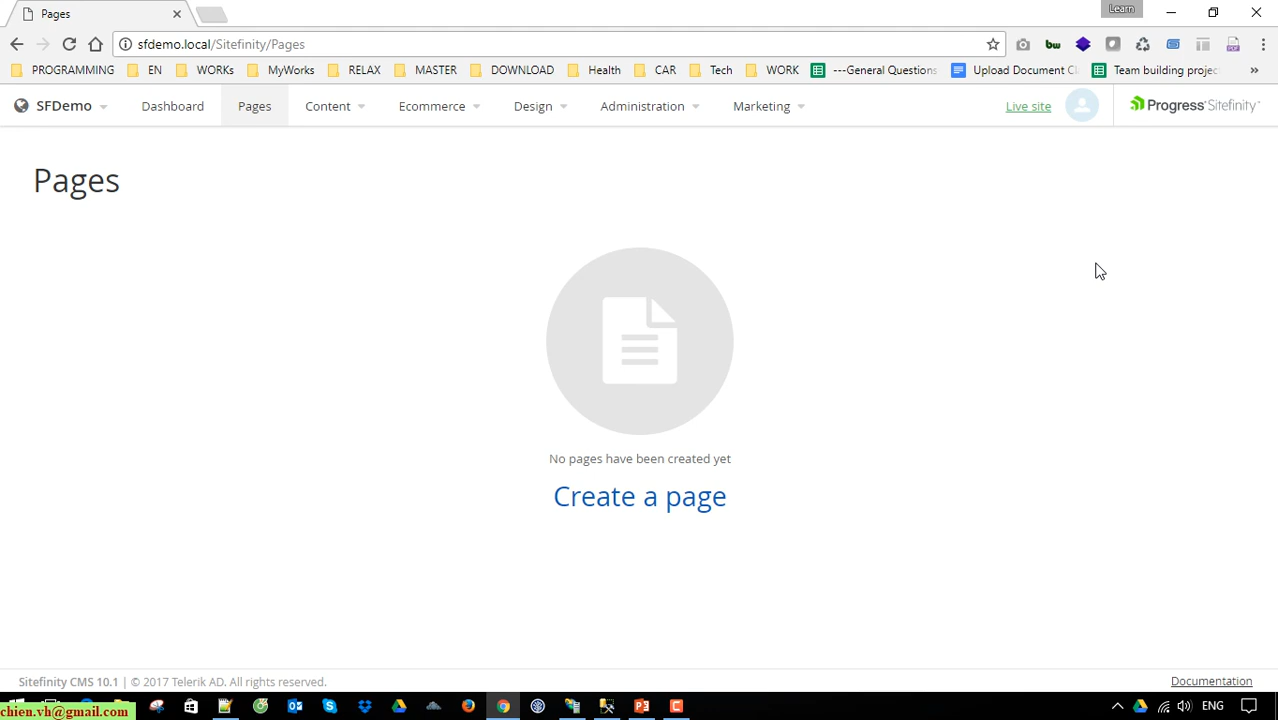 Learn
Pages
sfdemo.local/Sitefinity/Pages
PROGRAMMING EN WORKs MyWorks RELAX MASTER DOWNLOAD Health CAR Tech WORK ---General Questions Upload Document Team building projec
SFDemo Dashboard Pages Content Ecommerce Design Administration Marketing Live site Progress Sitefinity
Pages
No pages have been created yet
Create a page
Sitefinity CMS 10.1 | © 2017 Telerik AD. All rights reserved. Documentation
ENG
chien.vh@gmail.com